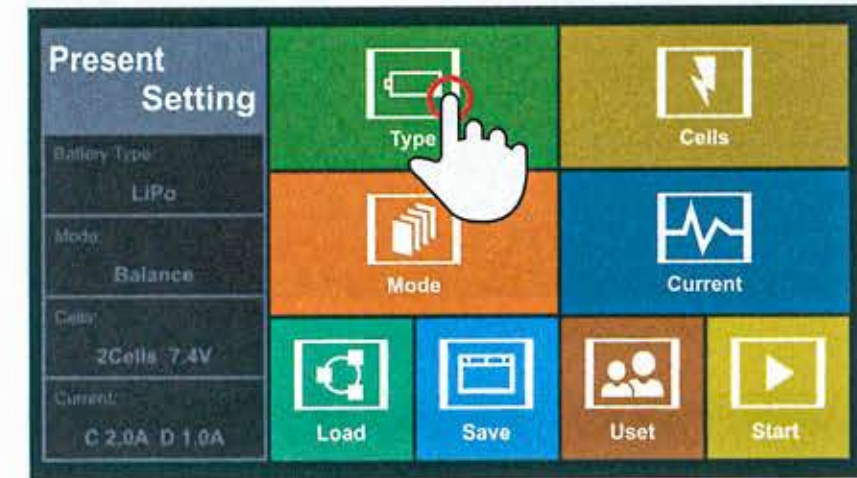 Present
Setting
Battery Type:
LiPo
Mode:
Balance
Cells:
2Cells 7.4V
Current:
C 2.0A D 1.0A
Type
Cells
Mode
Current
Load
Save
Uset
Start